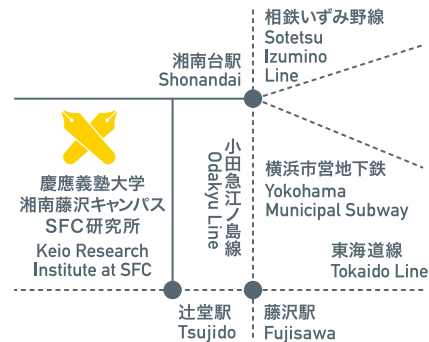 相鉄いずみ野線
Sotetsu
Izumino
Line
湘南台駅
Shonandai
小田急江ノ島線
Odakyu Line
慶應義塾大学
湘南藤沢キャンパス
SFC研究所
Keio Research
Institute at SFC
横浜市営地下鉄
Yokohama
Municipal Subway
東海道線
Tokaido Line
辻堂駅
Tsujido
藤沢駅
Fujisawa